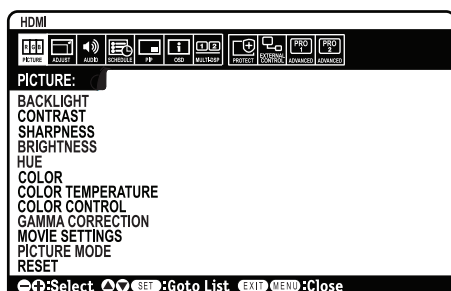 HDMI
RGB
PICTURE ADJUST AUDIO SCHEDULE PIP OSD MULTI-DSP PROTECT EXTERNAL CONTROL PRO 1 ADVANCED PRO 2 ADVANCED
PICTURE:
BACKLIGHT
CONTRAST
SHARPNESS
BRIGHTNESS
HUE
COLOR
COLOR TEMPERATURE
COLOR CONTROL
GAMMA CORRECTION
MOVIE SETTINGS
PICTURE MODE
RESET
:Select SET :Goto List EXIT MENU :Close